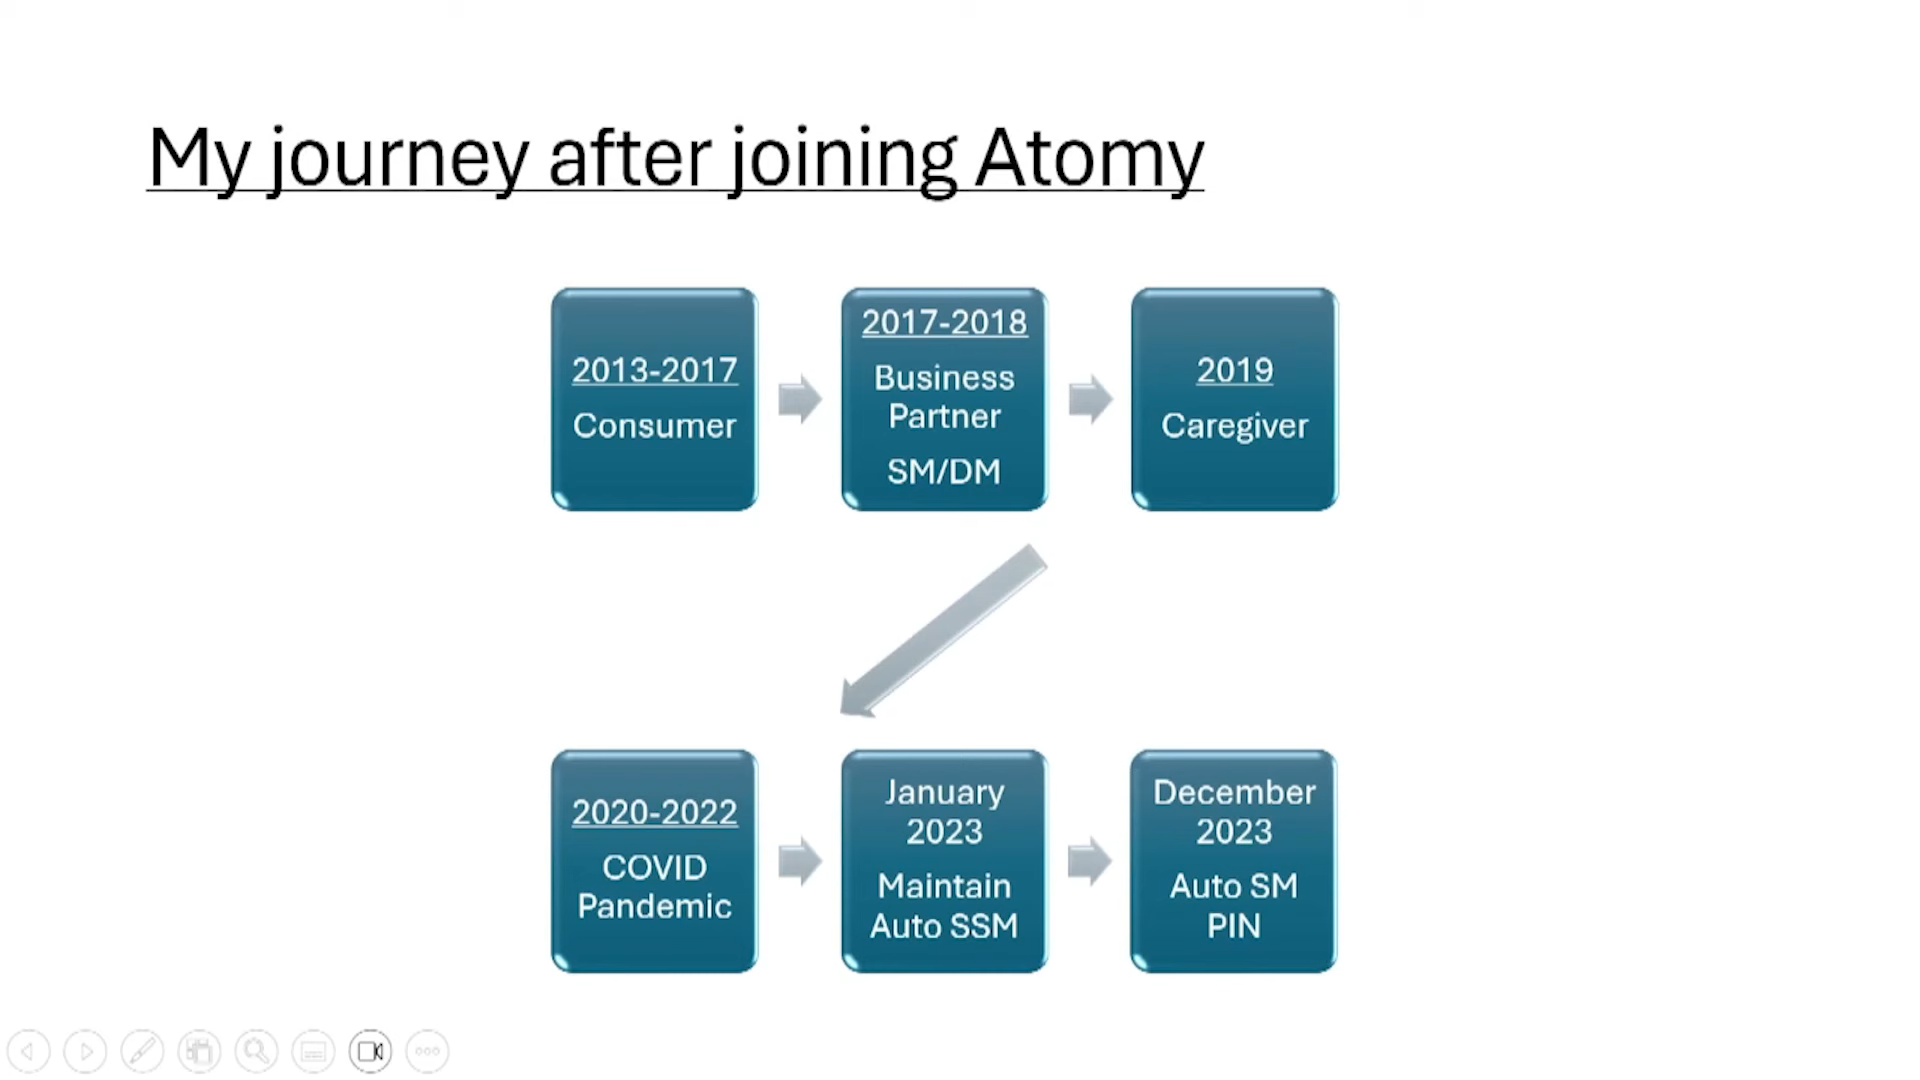 My journey after joining Atomy
2013-2017
Consumer
2017-2018
Business
Partner
SM/DM
2019
Caregiver
2020-2022
COVID
Pandemic
January
2023
Maintain
Auto SSM
December
2023
Auto SM
PIN